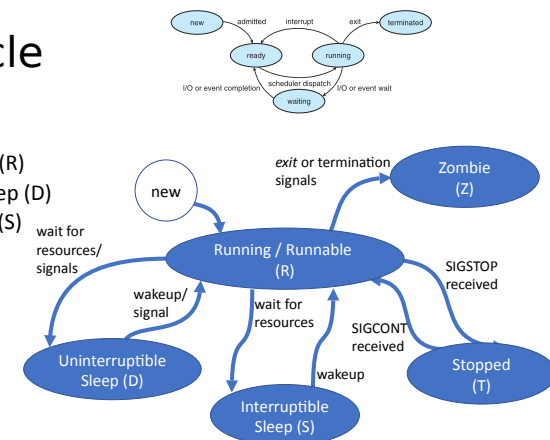 cle
new
admitted
interrupt
exit
terminated
ready
running
I/O or event completion
scheduler dispatch
I/O or event wait
waiting
(R)
ep (D)
(S)
new
exit or termination
signals
Zombie
(Z)
wait for
resources/
signals
Running / Runnable
(R)
wakeup/
signal
wait for
resources
SIGSTOP
received
SIGCONT
received
Uninterruptible
Sleep (D)
wakeup
Stopped
(T)
Interruptible
Sleep (S)